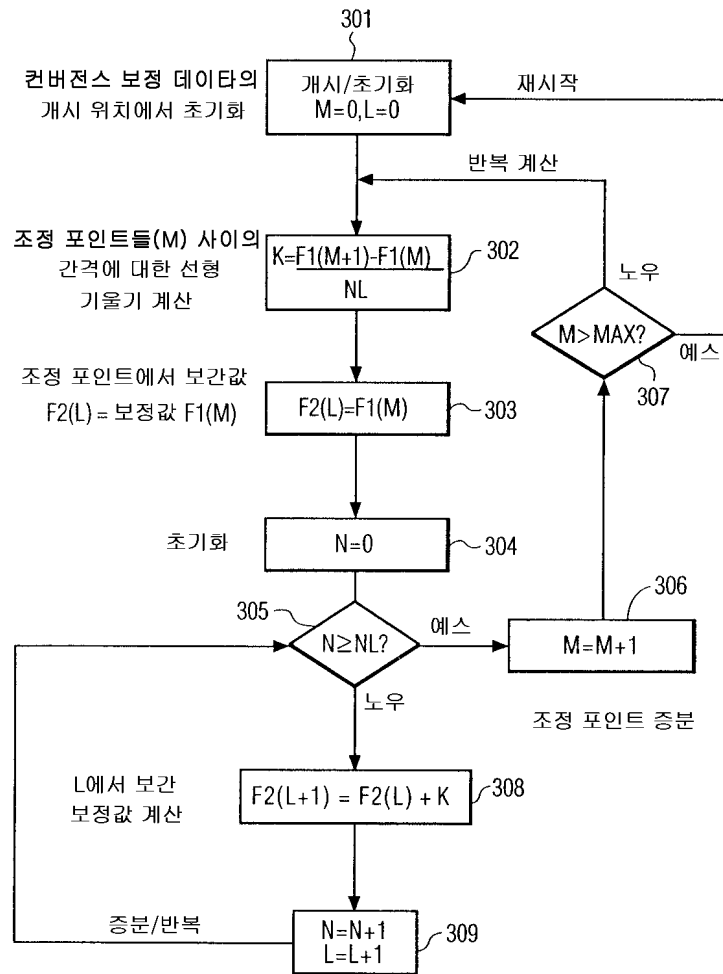 301
컨버전스 보정 데이타의
개시 위치에서 초기화
개시/초기화
M=0,L=0
재시작
반복 계산
조정 포인트들(M) 사이의
간격에 대한 선형
기울기 계산
K=F1(M+1)-F1(M)
NL
302
노우
M>MAX?
예스
307
조정 포인트에서 보간값
F2(L) = 보정값 F1(M)
F2(L)=F1(M)
303
초기화
N=0
304
305
N≥NL?
예스
306
M=M+1
노우
조정 포인트 증분
L에서 보간
보정값 계산
F2(L+1) = F2(L) + K
308
증분/반복
N=N+1
L=L+1
309